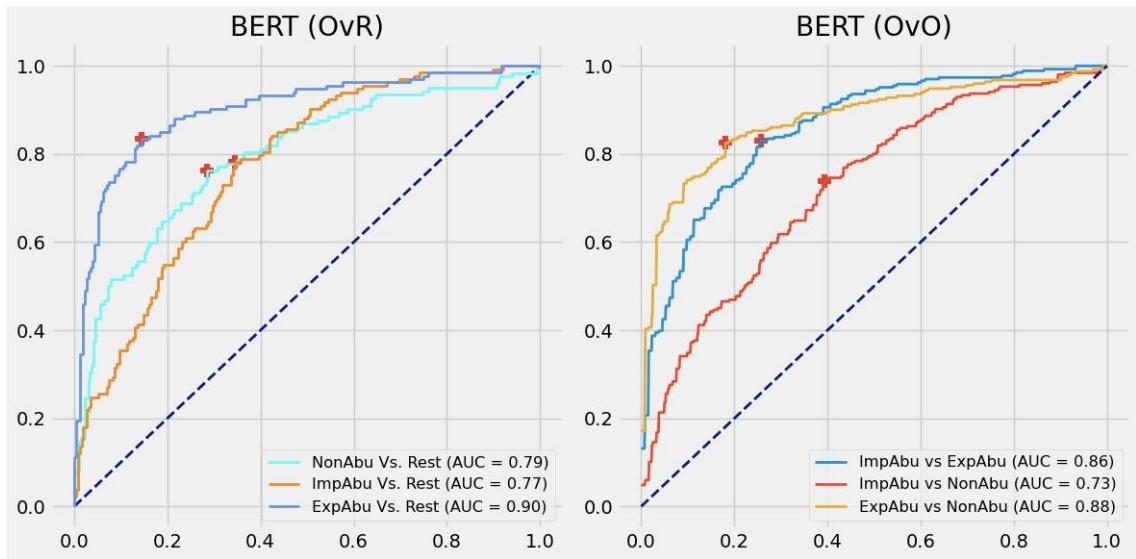 BERT (OvR)
1.0
0.8
0.6
0.4
0.2
0.0
0.0 0.2 0.4 0.6 0.8 1.0
NonAbu Vs. Rest (AUC = 0.79)
ImpAbu Vs. Rest (AUC = 0.77)
ExpAbu Vs. Rest (AUC = 0.90)
BERT (OvO)
1.0
0.8
0.6
0.4
0.2
0.0
0.0 0.2 0.4 0.6 0.8 1.0
ImpAbu vs ExpAbu (AUC = 0.86)
ImpAbu vs NonAbu (AUC = 0.73)
ExpAbu vs NonAbu (AUC = 0.88)